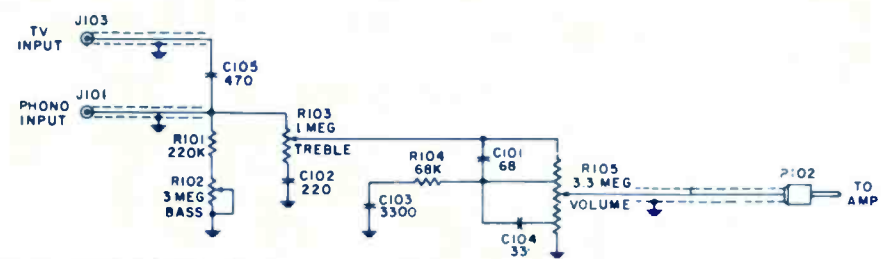 J103
TV
INPUT
C105
470
J101
PHONO
INPUT
R103
1 MEG
TREBLE
R101
220K
R102
3 MEG
BASS
C102
220
R104
68K
C103
3300
C101
68
R105
3.3 MEG
VOLUME
C104
33
P102
TO
AMP